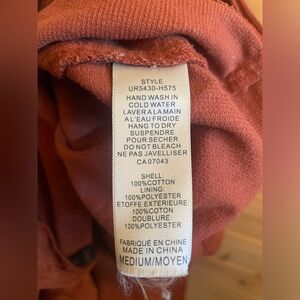 STYLE
UR5430-H575
HAND WASH IN
COLD WATER
LAVER A LA MAIN
A L'EAU FROIDE
HANG TO DRY
SUSPENDRE
POUR SECHER
DO NOT BLEACH
NE PAS JAVELLISER
CA 07043
SHELL:
100%COTTON
LINING:
100%POLYESTER
ETOFFE EXTERIEURE
100%COTON
DOUBLURE:
100%POLYESTER
FABRIQUÉ EN CHINE
MADE IN CHINA
MEDIUM/MOYEN